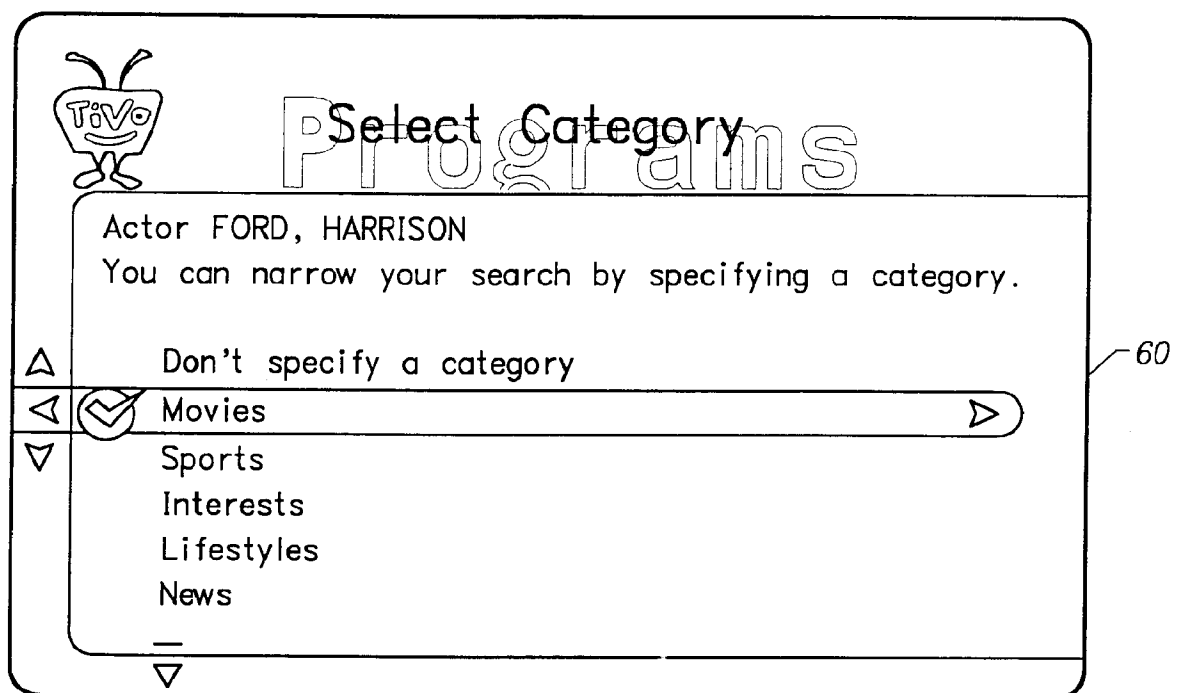 TiVo
Programs
Select Category
Actor FORD, HARRISON
You can narrow your search by specifying a category.
Don't specify a category
Movies
Sports
Interests
Lifestyles
News
60